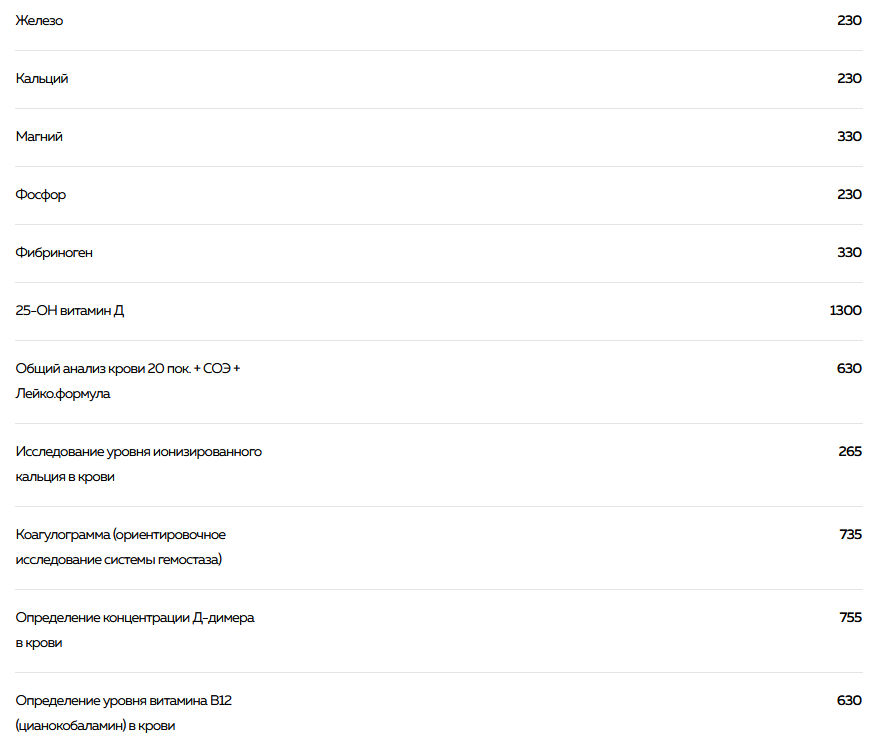 Железо 230
Кальций 230
Магний 330
Фосфор 230
Фибриноген 330
25-ОН витамин Д 1300
Общий анализ крови 20 пок. + СОЭ + 630
Лейко.формула
Исследование уровня ионизированного 265
кальция в крови
Коагулограмма (ориентировочное 735
исследование системы гемостаза)
Определение концентрации Д-димера 755
в крови
Определение уровня витамина В12 630
(цианокобаламин) в крови